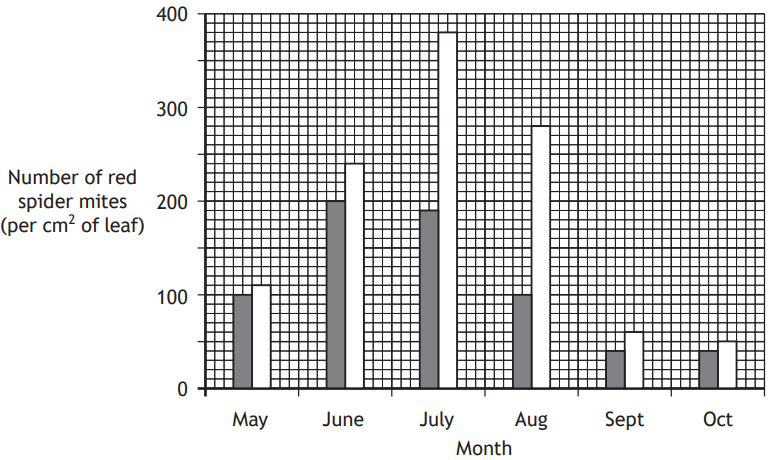 400
300
200
100
0
Number of red
spider mites
(per cm² of leaf)
May June July Aug Sept Oct
Month